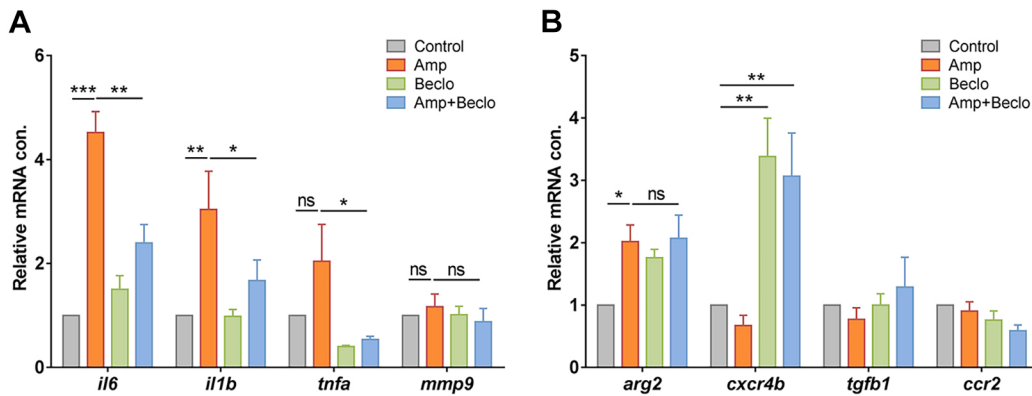 A
Relative mRNA con.
6
4
2
0
Control
Amp
Beclo
Amp+Beclo
*** **
** *
ns *
ns ns
il6 il1b tnfa mmp9
B
Relative mRNA con.
5
4
3
2
1
0
Control
Amp
Beclo
Amp+Beclo
**
**
* ns
arg2 cxcr4b tgfb1 ccr2